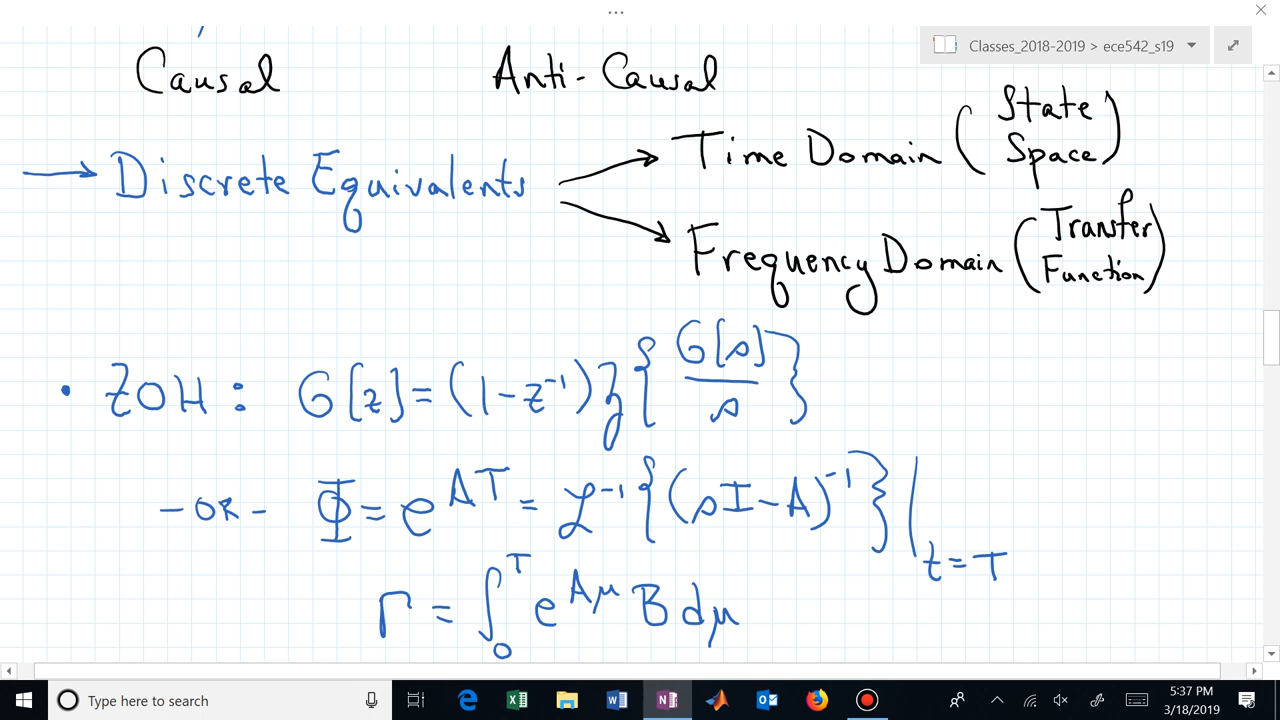 ...
Classes_2018-2019 > ece542_s19
Causal Anti-Causal
→ Discrete Equivalents
Time Domain (State Space)
Frequency Domain (Transfer Function)
• ZOH: G[z] = (1-z⁻¹) Z { G[s] / s }
-OR- Φ = e^{AT} = ℒ⁻¹ { (sI-A)⁻¹ } |_{t=T}
Γ = ∫₀ᵀ e^{Aμ} B dμ
Type here to search
5:37 PM
3/18/2019